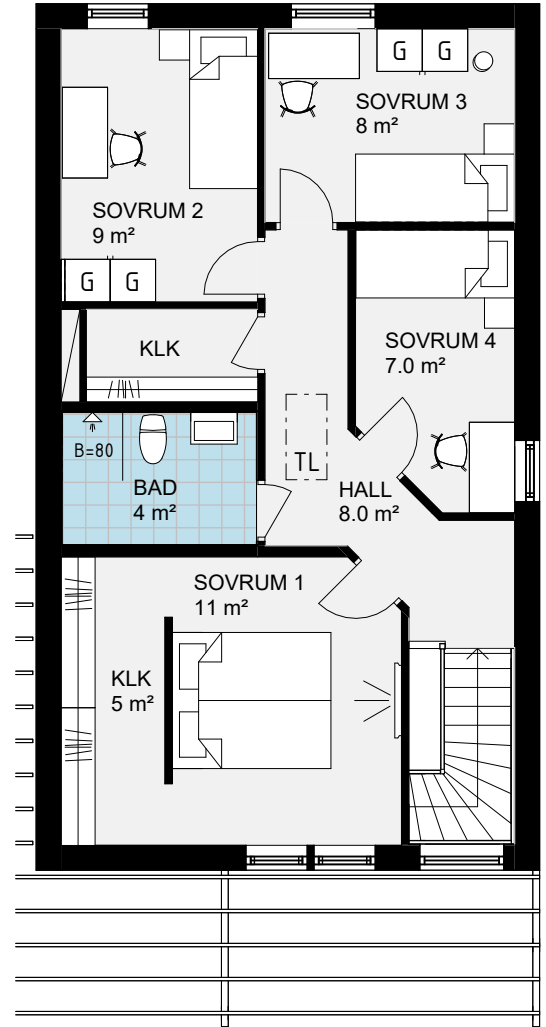 G G
SOVRUM 3
8 m²
SOVRUM 2
9 m²
G G
KLK
SOVRUM 4
7.0 m²
B=80
BAD
4 m²
TL
HALL
8.0 m²
SOVRUM 1
11 m²
KLK
5 m²